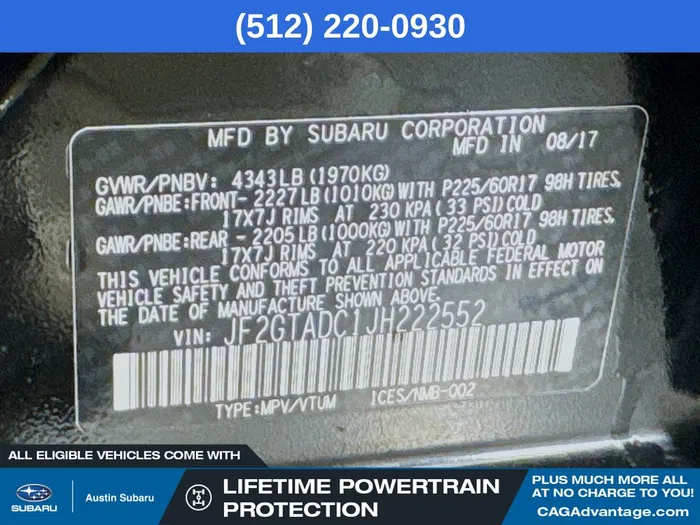 (512) 220-0930
MFD BY SUBARU CORPORATION
MFD IN 08/17
GVWR/PNBV: 4343LB (1970KG)
GAWR/PNBE:FRONT- 2227LB (1010KG) WITH P225/60R17 98H TIRES,
17X7J RIMS AT 230 KPA( 33 PSI) COLD
GAWR/PNBE:REAR - 2205LB (1000KG) WITH P225/60R17 98H TIRES,
17X7J RIMS AT 220 KPA( 32 PSI) COLD
THIS VEHICLE CONFORMS TO ALL APPLICABLE FEDERAL MOTOR
VEHICLE SAFETY AND THEFT PREVENTION STANDARDS IN EFFECT ON
THE DATE OF MANUFACTURE SHOWN ABOVE.
VIN: JF2GTADC1JH222552
TYPE:MPV/VTUM ICES/NMB-002
ALL ELIGIBLE VEHICLES COME WITH
SUBARU
Austin Subaru
LIFETIME POWERTRAIN
PROTECTION
PLUS MUCH MORE ALL
AT NO CHARGE TO YOU!
CAGAdvantage.com